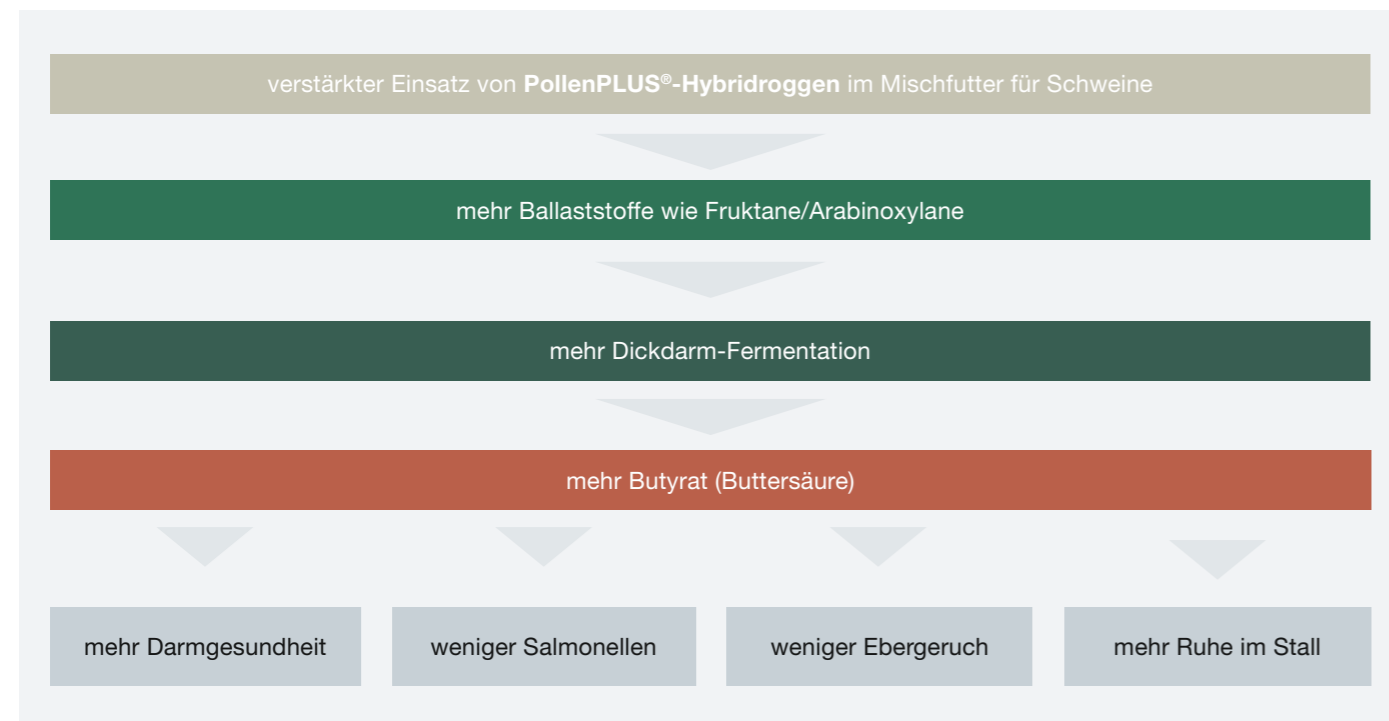 verstärkter Einsatz von PollenPLUS®-Hybridroggen im Mischfutter für Schweine
mehr Ballaststoffe wie Fruktane/Arabinoxylane
mehr Dickdarm-Fermentation
mehr Butyrat (Buttersäure)
mehr Darmgesundheit
weniger Salmonellen
weniger Ebergeruch
mehr Ruhe im Stall